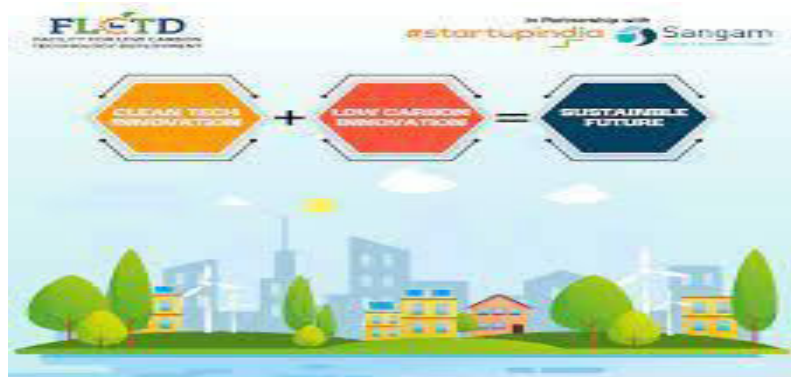 FLCTD
FACILITY FOR LOW CARBON
TECHNOLOGY DEPLOYMENT
In Partnership with
#startupindia
Sangam
CLEAN TECH
INNOVATION
+
LOW CARBON
INNOVATION
=
SUSTAINABLE
FUTURE